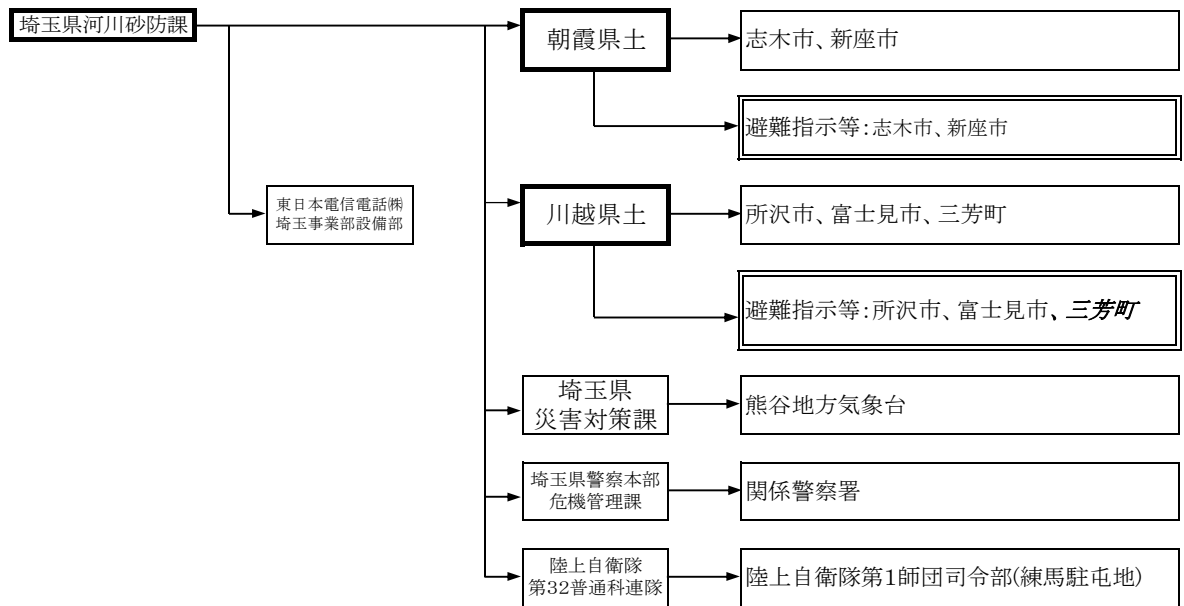 埼玉県河川砂防課
朝霞県土
志木市、新座市
避難指示等:志木市、新座市
東日本電信電話㈱
埼玉事業部設備部
川越県土
所沢市、富士見市、三芳町
避難指示等:所沢市、富士見市、三芳町
埼玉県
災害対策課
熊谷地方気象台
埼玉県警察本部
危機管理課
関係警察署
陸上自衛隊
第32普通科連隊
陸上自衛隊第1師団司令部(練馬駐屯地)